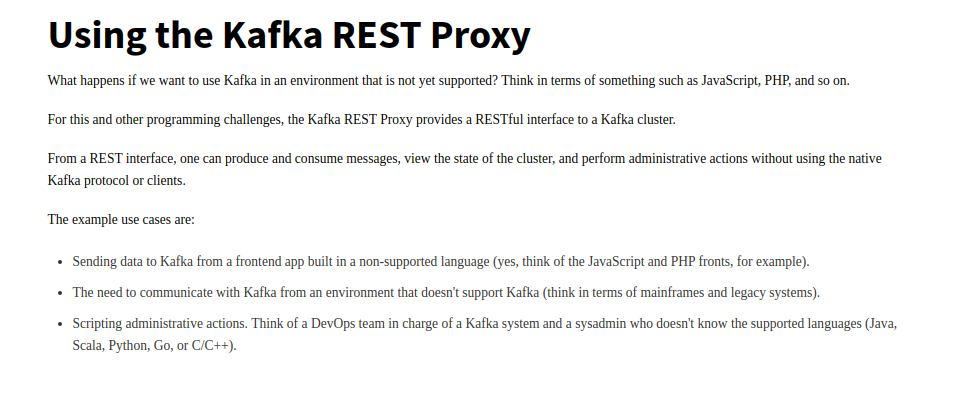 Using the Kafka REST Proxy
What happens if we want to use Kafka in an environment that is not yet supported? Think in terms of something such as JavaScript, PHP, and so on.
For this and other programming challenges, the Kafka REST Proxy provides a RESTful interface to a Kafka cluster.
From a REST interface, one can produce and consume messages, view the state of the cluster, and perform administrative actions without using the native
Kafka protocol or clients.
The example use cases are:
• Sending data to Kafka from a frontend app built in a non-supported language (yes, think of the JavaScript and PHP fronts, for example).
• The need to communicate with Kafka from an environment that doesn't support Kafka (think in terms of mainframes and legacy systems).
• Scripting administrative actions. Think of a DevOps team in charge of a Kafka system and a sysadmin who doesn't know the supported languages (Java,
Scala, Python, Go, or C/C++).